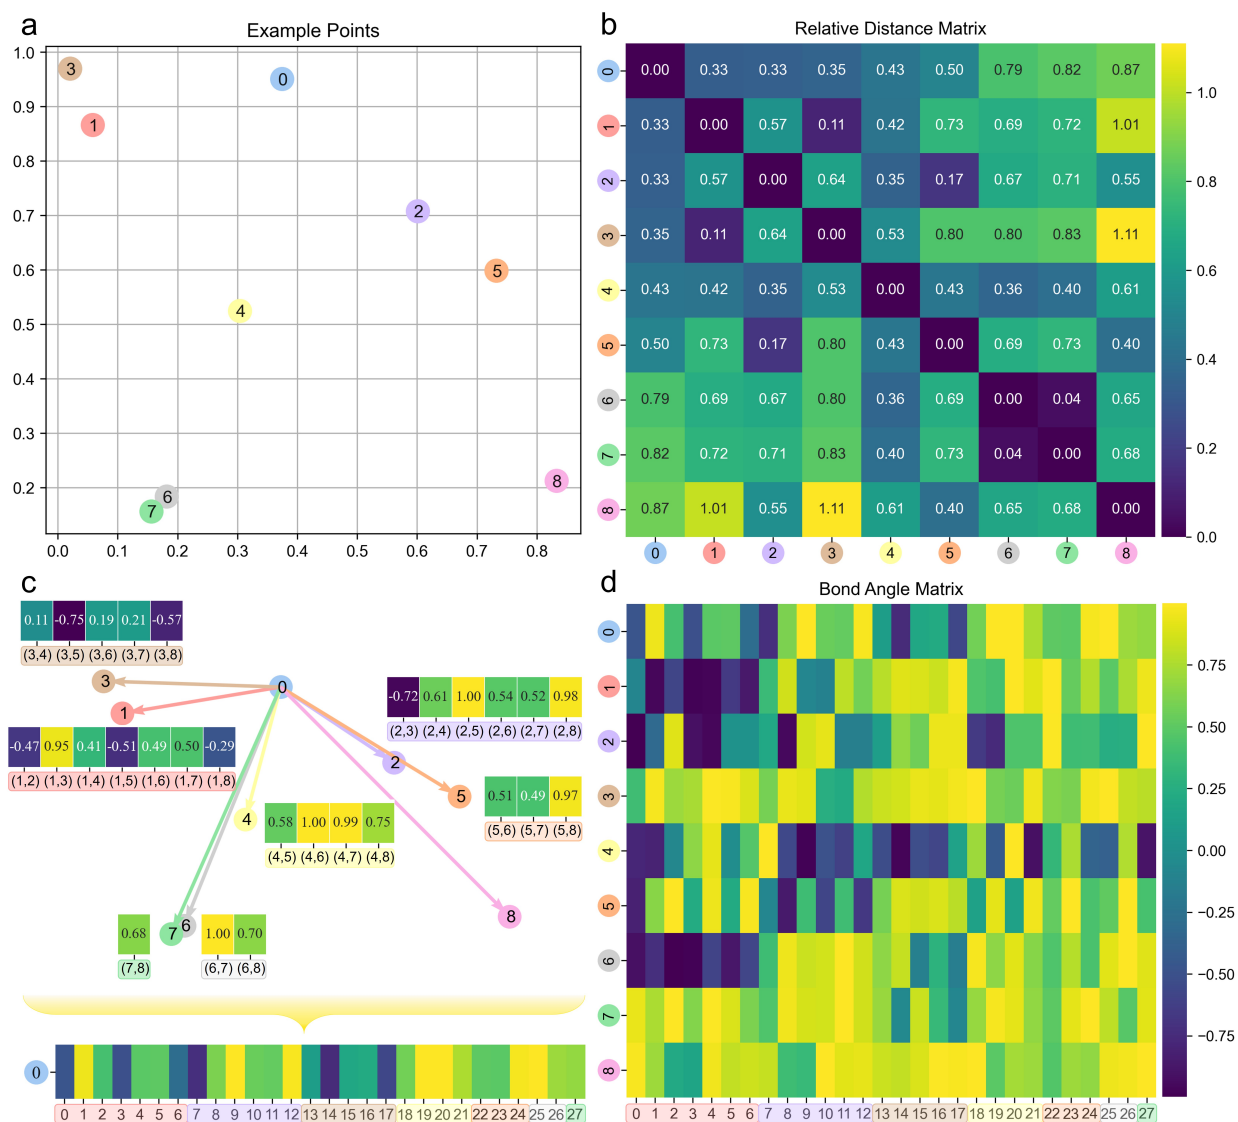 a
Example Points
1.0
0.9
0.8
0.7
0.6
0.5
0.4
0.3
0.2
3
0
1
2
5
4
6
7
8
0.0 0.1 0.2 0.3 0.4 0.5 0.6 0.7 0.8
b
Relative Distance Matrix
0 0.00 0.33 0.33 0.35 0.43 0.50 0.79 0.82 0.87
1 0.33 0.00 0.57 0.11 0.42 0.73 0.69 0.72 1.01
2 0.33 0.57 0.00 0.64 0.35 0.17 0.67 0.71 0.55
3 0.35 0.11 0.64 0.00 0.53 0.80 0.80 0.83 1.11
4 0.43 0.42 0.35 0.53 0.00 0.43 0.36 0.40 0.61
5 0.50 0.73 0.17 0.80 0.43 0.00 0.69 0.73 0.40
6 0.79 0.69 0.67 0.80 0.36 0.69 0.00 0.04 0.65
7 0.82 0.72 0.71 0.83 0.40 0.73 0.04 0.00 0.68
8 0.87 1.01 0.55 1.11 0.61 0.40 0.65 0.68 0.00
0 1 2 3 4 5 6 7 8
1.0
0.8
0.6
0.4
0.2
0.0
c
0.11 -0.75 0.19 0.21 -0.57
(3,4) (3,5) (3,6) (3,7) (3,8)
3
0
1
-0.72 0.61 1.00 0.54 0.52 0.98
(2,3) (2,4) (2,5) (2,6) (2,7) (2,8)
-0.47 0.95 0.41 -0.51 0.49 0.50 -0.29
(1,2) (1,3) (1,4) (1,5) (1,6) (1,7) (1,8)
2
5
0.51 0.49 0.97
(5,6) (5,7) (5,8)
4
0.58 1.00 0.99 0.75
(4,5) (4,6) (4,7) (4,8)
8
0.68
(7,8)
7
6
1.00 0.70
(6,7) (6,8)
0
0 1 2 3 4 5 6 7 8 9 10 11 12 13 14 15 16 17 18 19 20 21 22 23 24 25 26 27
d
Bond Angle Matrix
0
1
2
3
4
5
6
7
8
0 1 2 3 4 5 6 7 8 9 10 11 12 13 14 15 16 17 18 19 20 21 22 23 24 25 26 27
0.75
0.50
0.25
0.00
−0.25
−0.50
−0.75